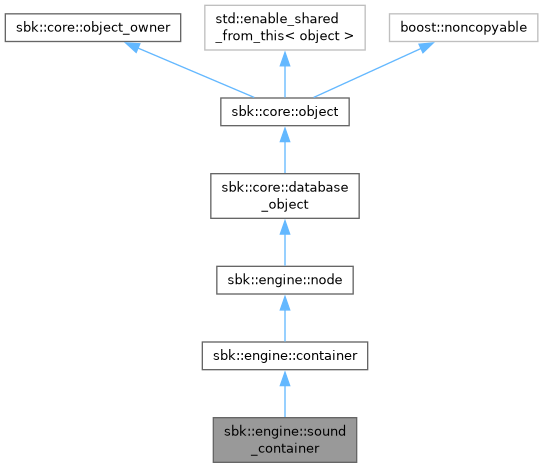 sbk::core::object_owner
std::enable_shared
_from_this< object >
boost::noncopyable
sbk::core::object
sbk::core::database
_object
sbk::engine::node
sbk::engine::container
sbk::engine::sound
_container